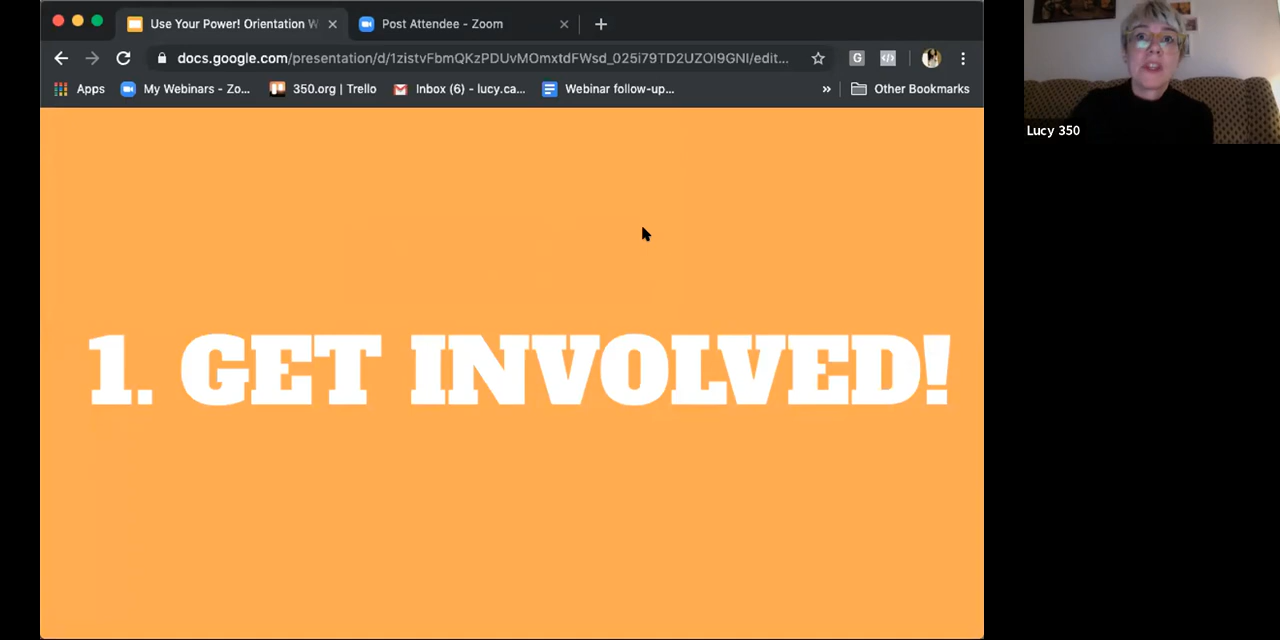 Use Your Power! Orientation W
Post Attendee - Zoom
docs.google.com/presentation/d/1zistvFbmQKzPDUvMOmxtdFWsd_025i79TD2UZOI9GNI/edit...
G
Apps
My Webinars - Zo...
350.org | Trello
Inbox (6) - lucy.ca...
Webinar follow-up...
»
Other Bookmarks
Lucy 350
1. GET INVOLVED!